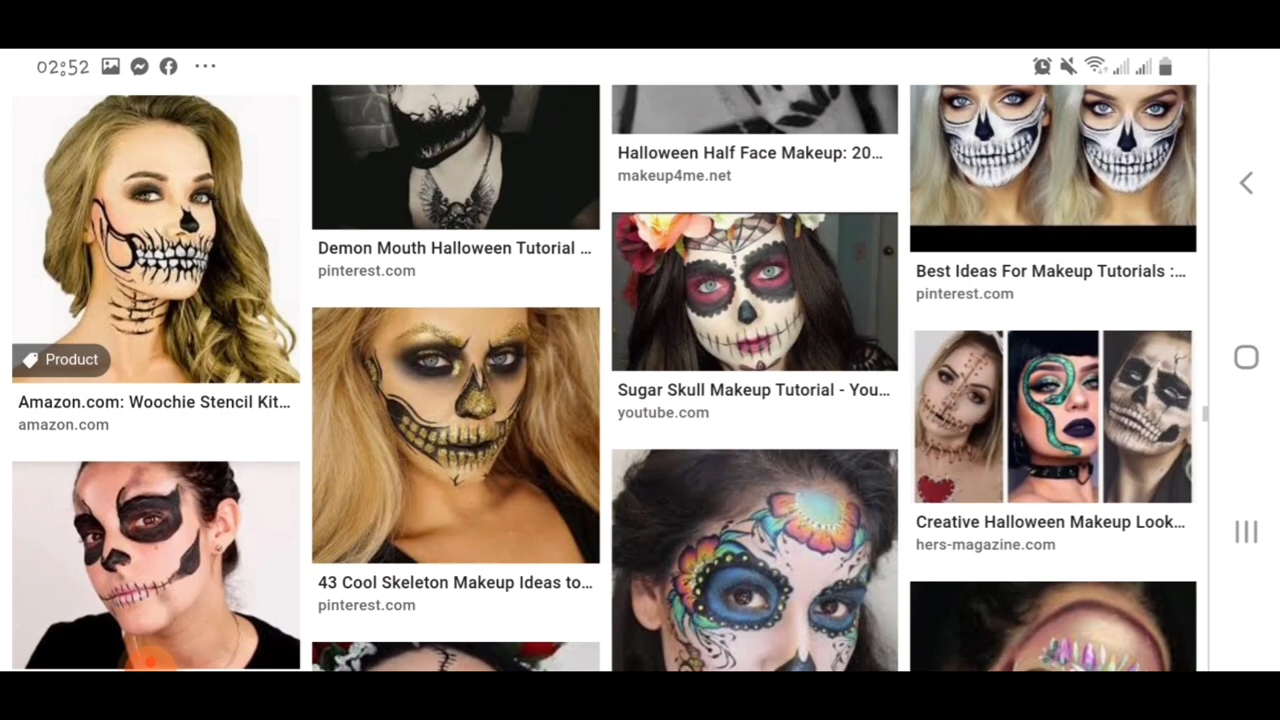 02:52
Product
Amazon.com: Woochie Stencil Kit...
amazon.com
Demon Mouth Halloween Tutorial ...
pinterest.com
43 Cool Skeleton Makeup Ideas to...
pinterest.com
Halloween Half Face Makeup: 20...
makeup4me.net
Sugar Skull Makeup Tutorial - You...
youtube.com
Best Ideas For Makeup Tutorials :...
pinterest.com
Creative Halloween Makeup Look...
hers-magazine.com